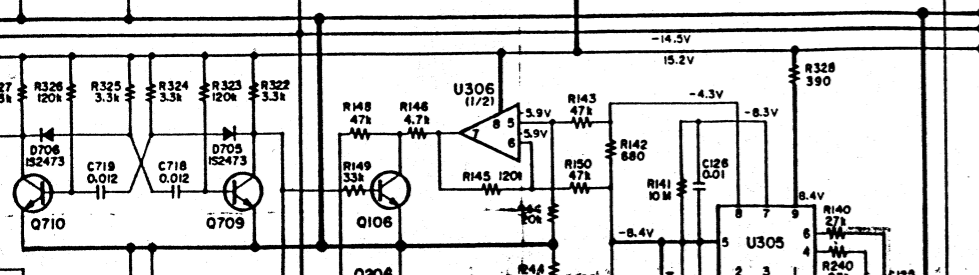 -14.5V
15.2V
R326
120k
R325
3.3k
R324
3.3k
R323
120k
R322
3.3k
U306
(1/2)
R148
47k
R146
4.7k
7
8
5
6
5.9V
5.9V
R143
47k
-4.3V
-8.3V
R328
390
D706
1S2473
D705
1S2473
C719
0.012
C718
0.012
R149
33k
R145 120k
R150
47k
R142
680
R141
10M
C126
0.01
8.4V
Q710
Q709
Q106
-8.4V
8
7
9
5
U305
6
4
2
3
1
R140
27k
R240